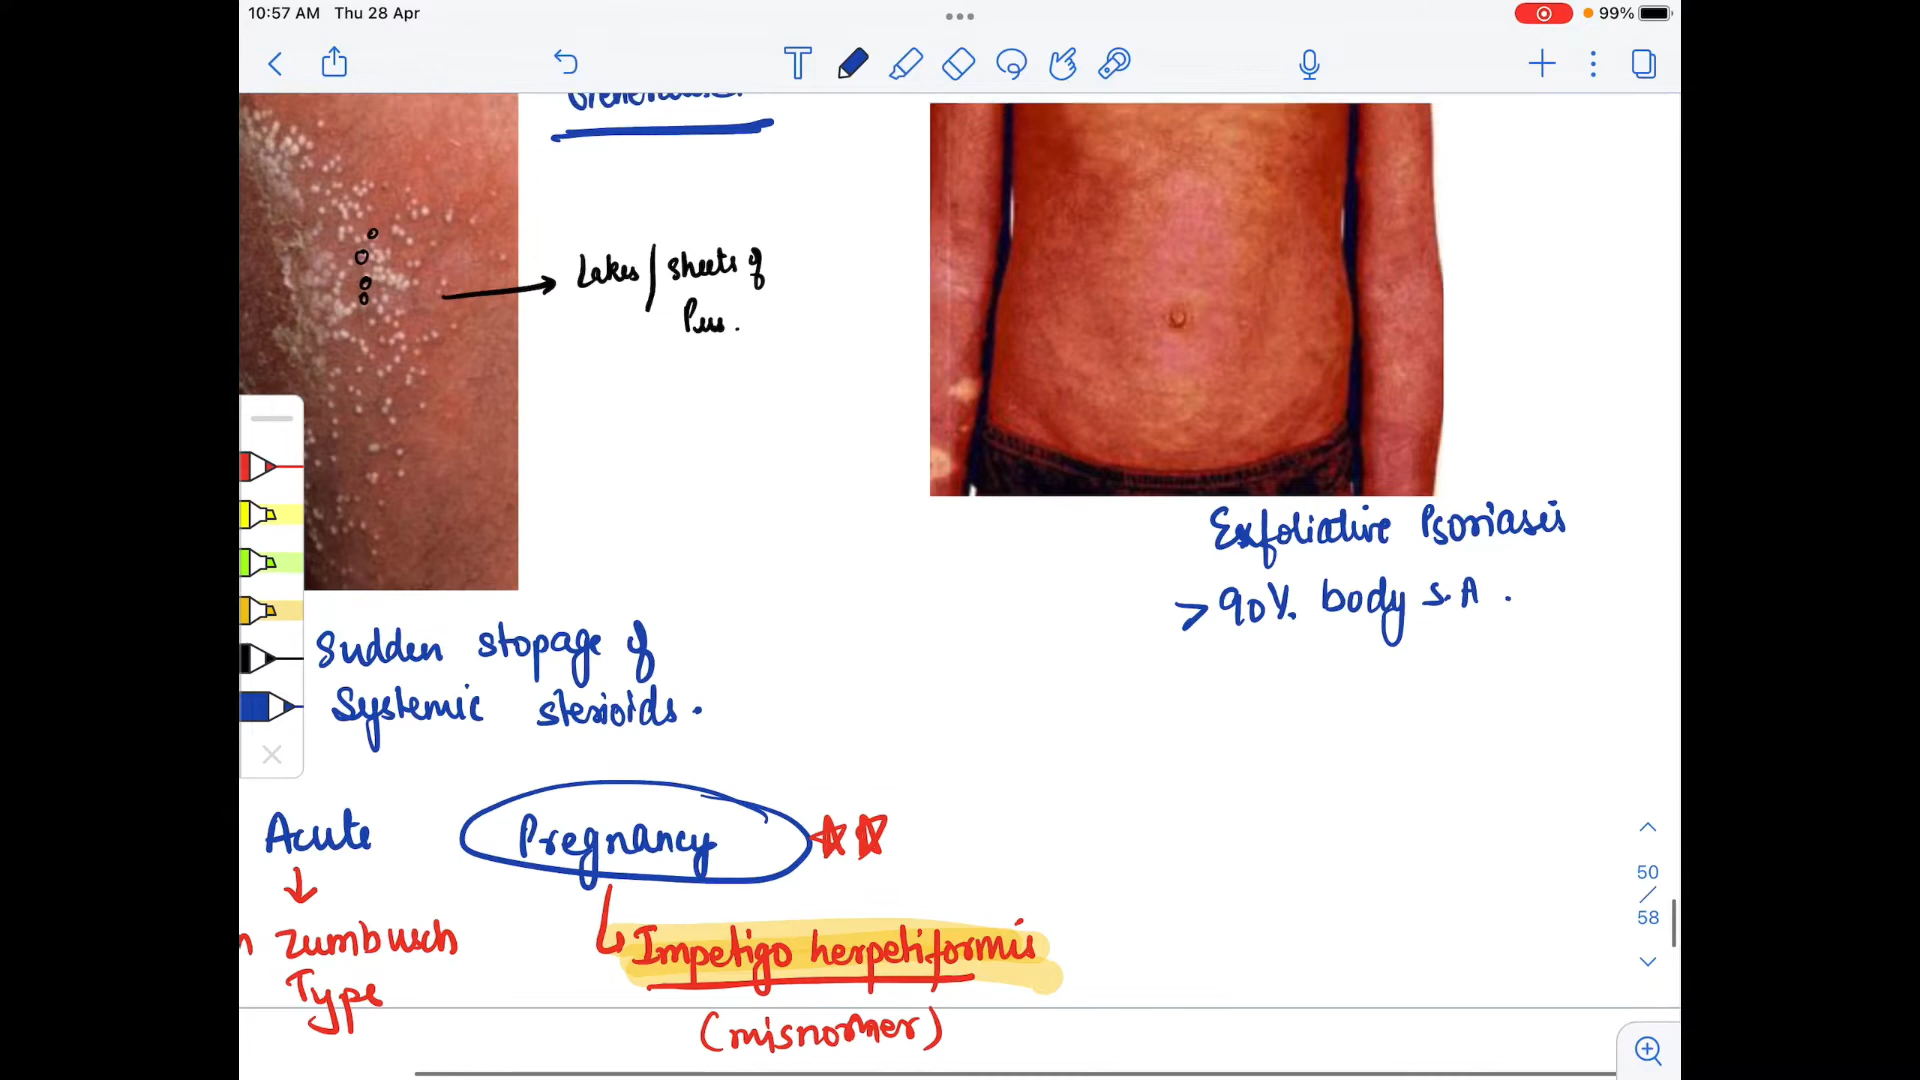 10:57 AM Thu 28 Apr
99%
T
Lakes / Sheets of
Pus.
Exfoliative Psoriasis
>90% body S.A.
Sudden stopage of
Systemic steriods.
Acute
Pregnancy
Zumbusch
Type
Impetigo herpetiformis
(misnomer)
50
/
58